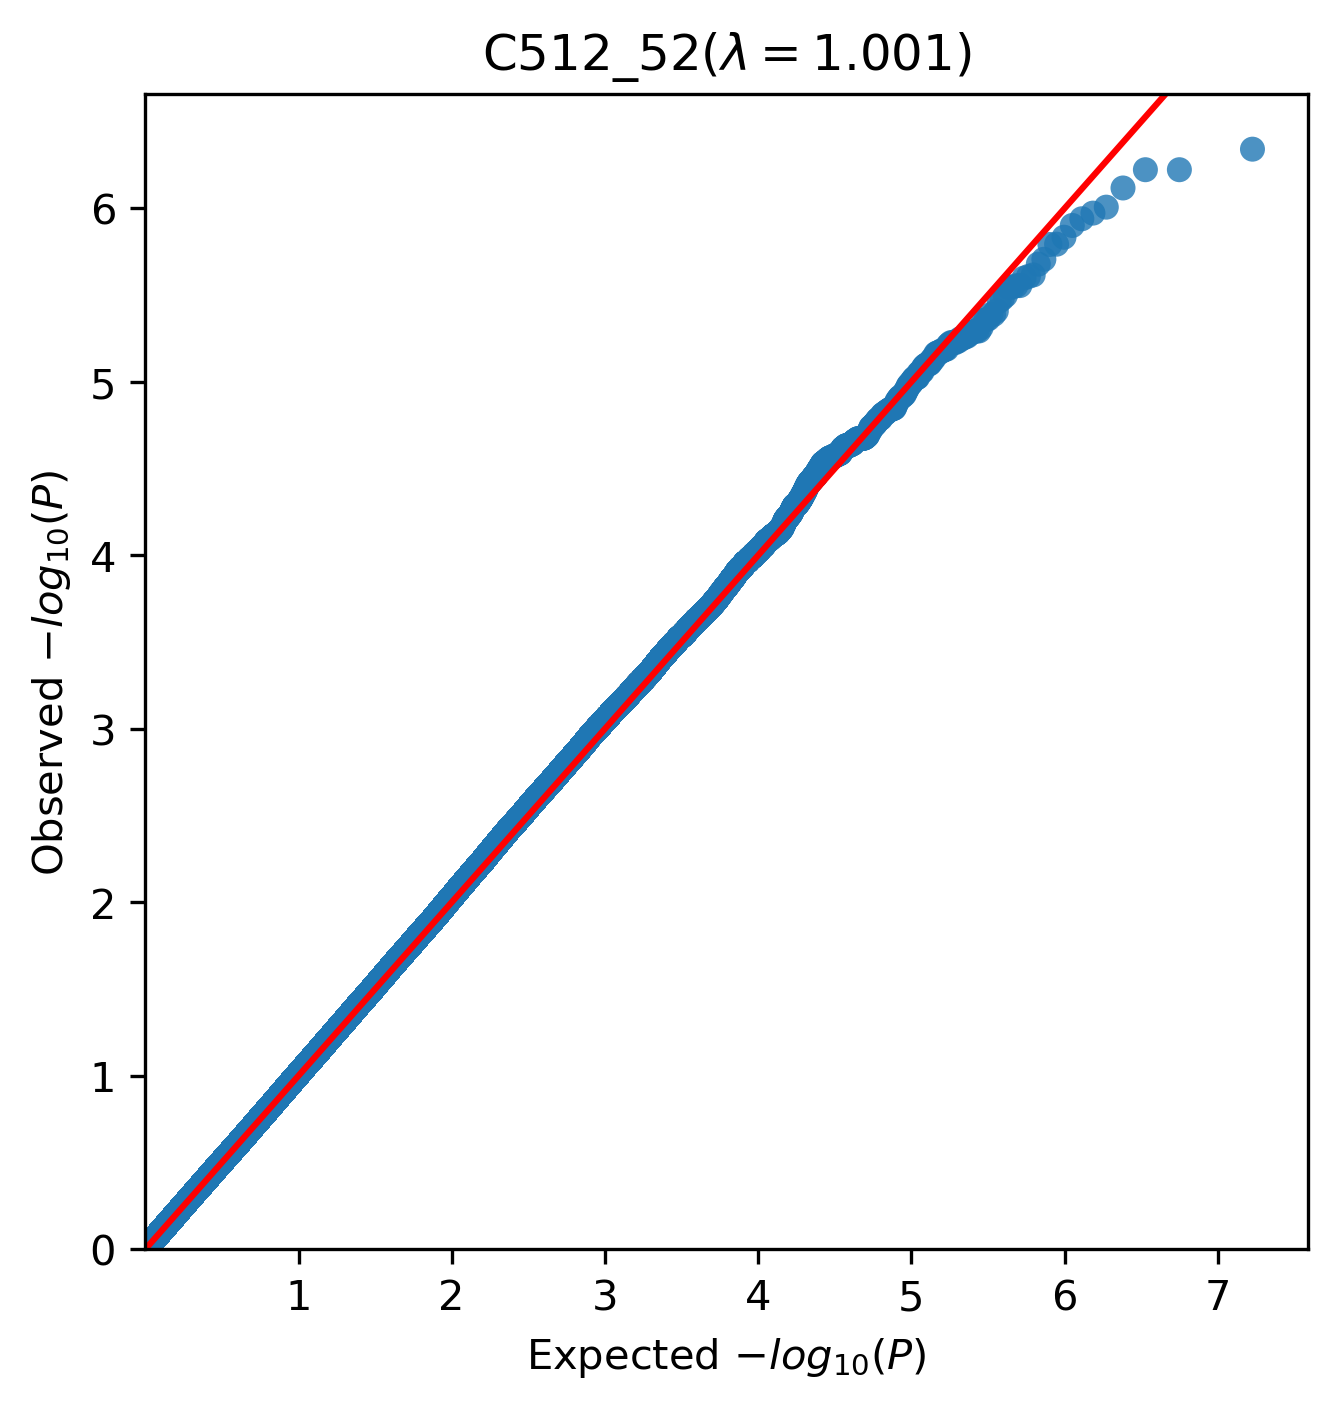 C512_52(λ = 1.001)
Observed −log₁₀(P)
6
5
4
3
2
1
0
1 2 3 4 5 6 7
Expected −log₁₀(P)